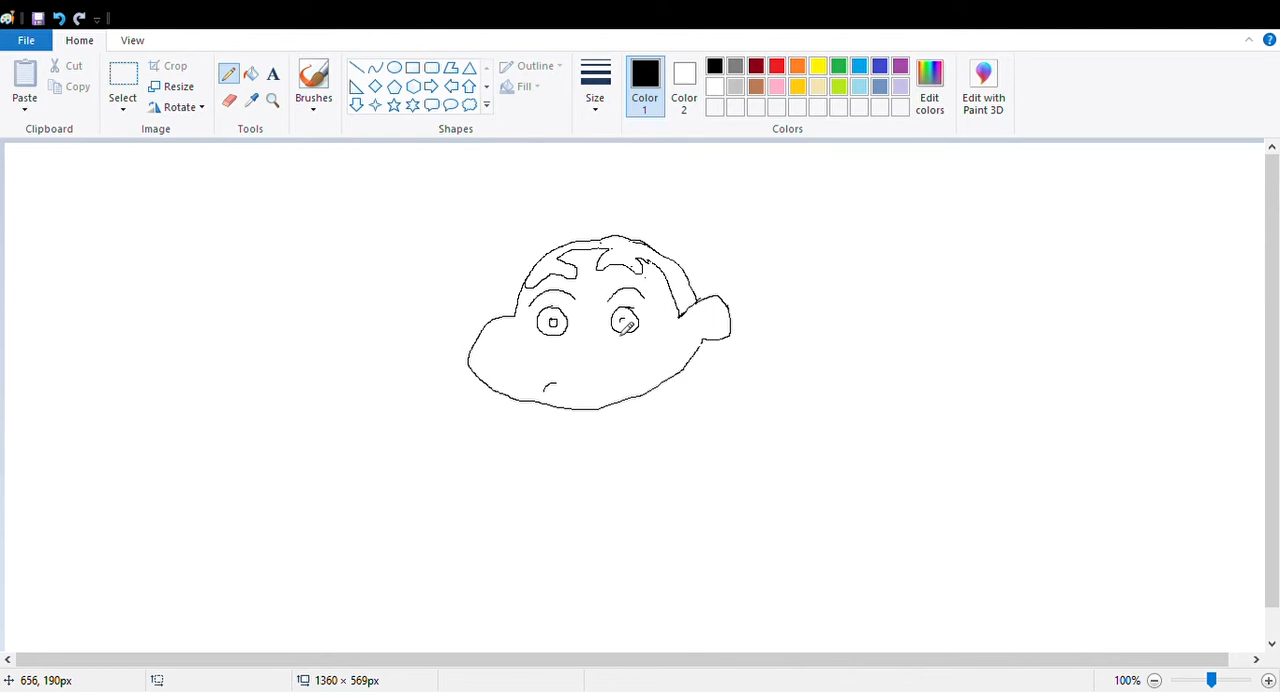 File Home View
Cut Crop Outline
Copy Resize Fill
Paste Select Rotate Brushes Size Color 1 Color 2 Edit colors Edit with Paint 3D
Clipboard Image Tools Shapes Colors
656, 190px 1360 × 569px 100%